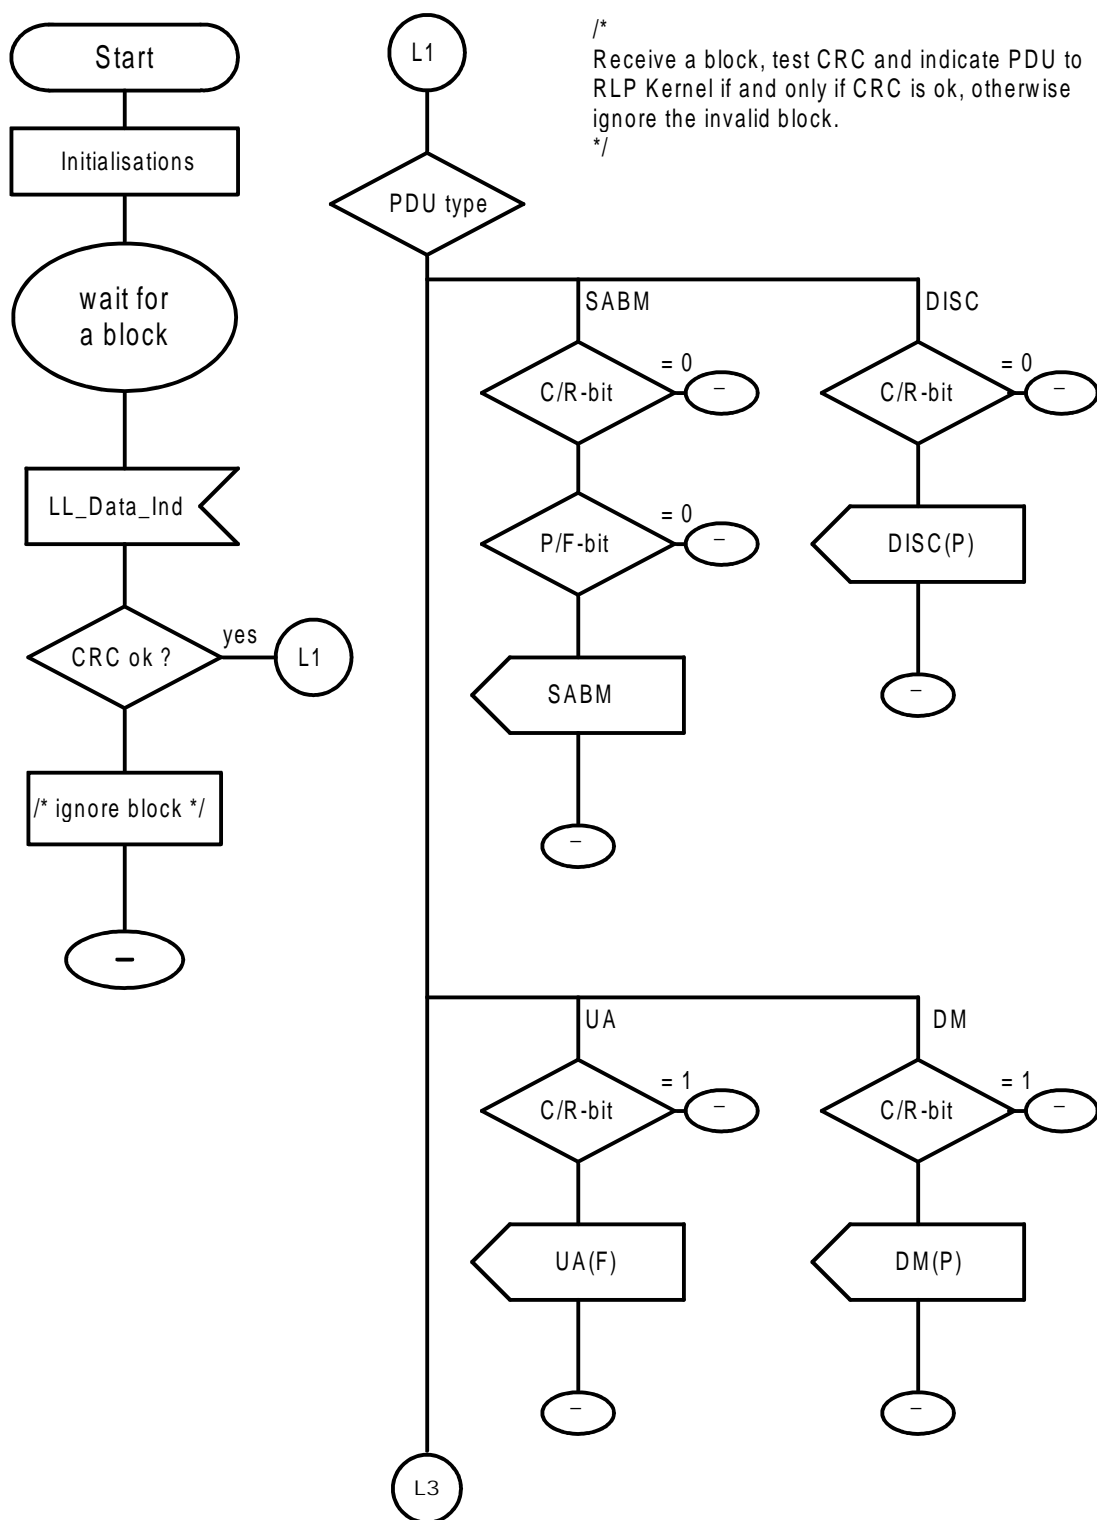 Start
Initialisations
wait for
a block
LL_Data_Ind
CRC ok ?
yes
L1
/* ignore block */
–
L1
PDU type
/*
Receive a block, test CRC and indicate PDU to
RLP Kernel if and only if CRC is ok, otherwise
ignore the invalid block.
*/
SABM
C/R-bit
= 0
–
P/F-bit
= 0
–
SABM
–
DISC
C/R-bit
= 0
–
DISC(P)
–
UA
C/R-bit
= 1
–
UA(F)
–
DM
C/R-bit
= 1
–
DM(P)
–
L3